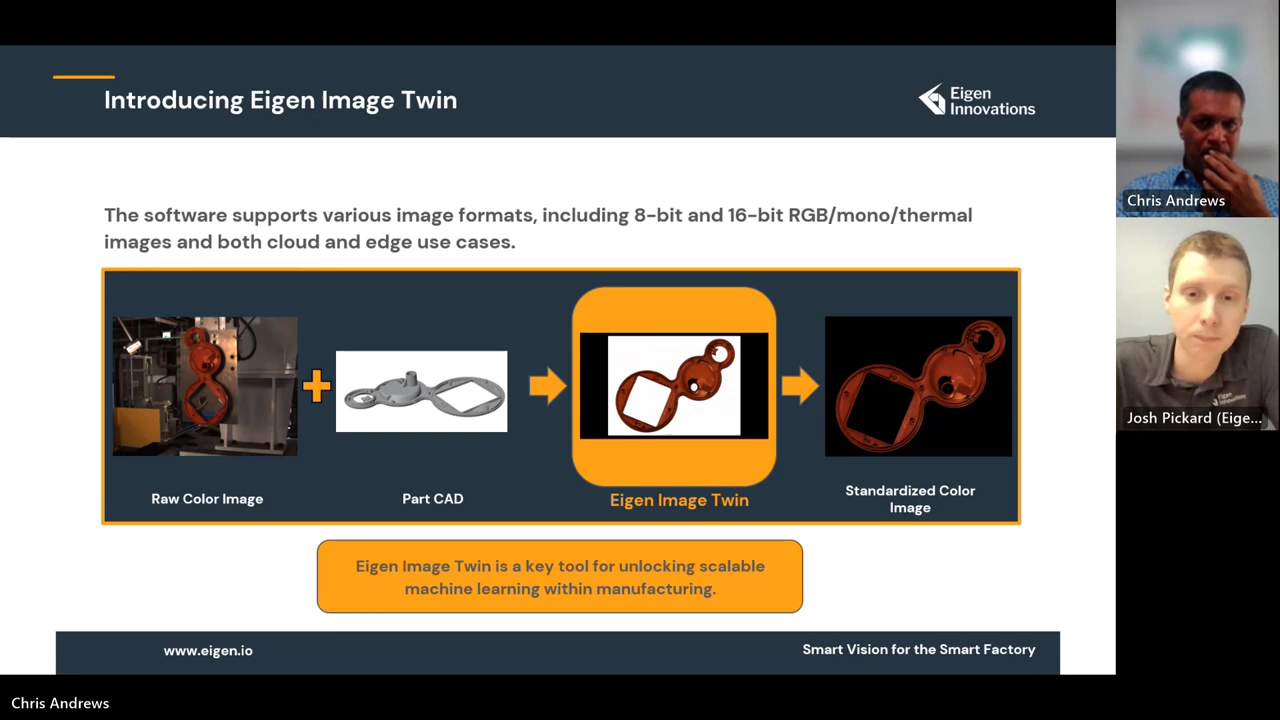 Introducing Eigen Image Twin
Eigen
Innovations
The software supports various image formats, including 8-bit and 16-bit RGB/mono/thermal
images and both cloud and edge use cases.
Raw Color Image
Part CAD
Eigen Image Twin
Standardized Color
Image
Eigen Image Twin is a key tool for unlocking scalable
machine learning within manufacturing.
www.eigen.io
Smart Vision for the Smart Factory
Chris Andrews
Eigen
Innovations
Josh Pickard (Eige...
Chris Andrews